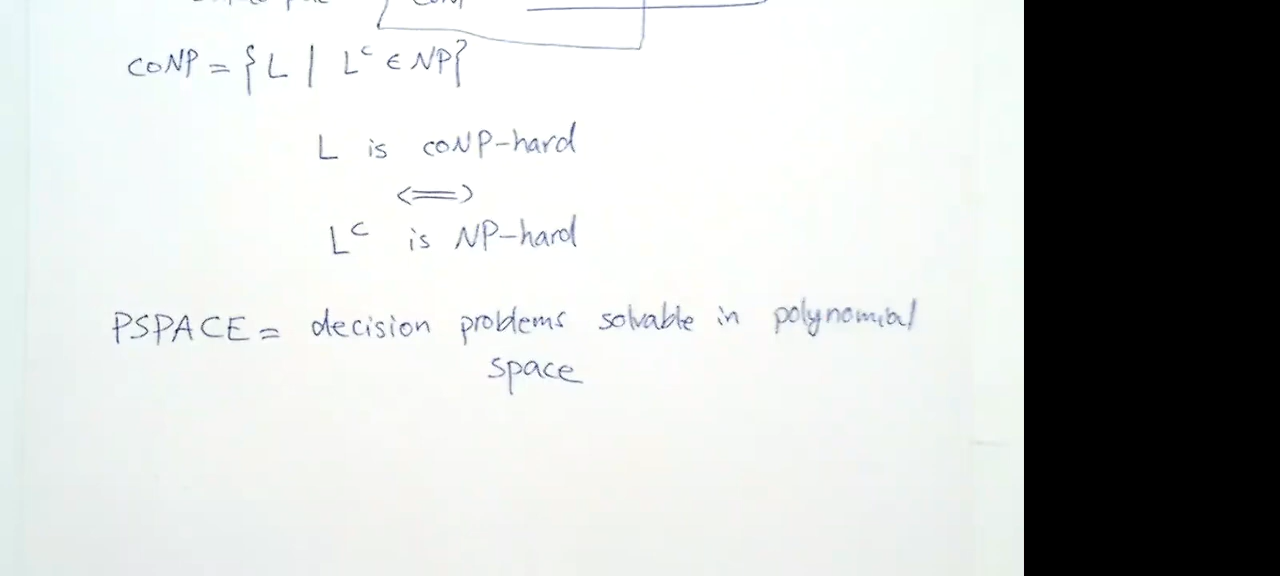 coNP = { L | L^c ∈ NP}
L is coNP-hard
<=>
L^c is NP-hard
PSPACE = decision problems solvable in polynomial
space